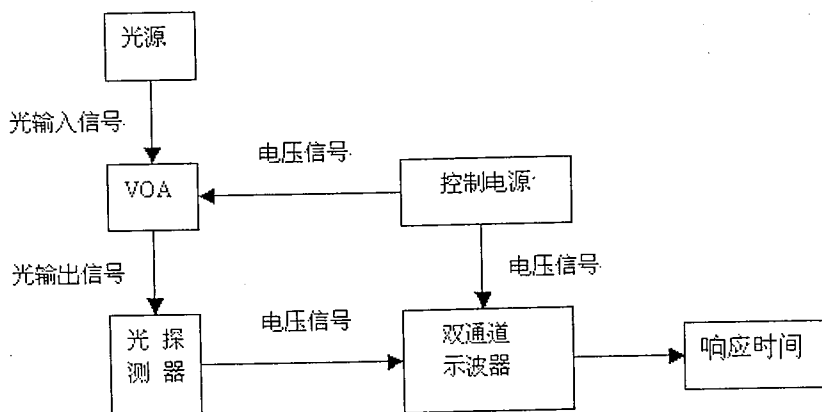 光源
光输入信号
电压信号
VOA
控制电源
光输出信号
电压信号
电压信号
光 探
测 器
双通道
示波器
响应时间